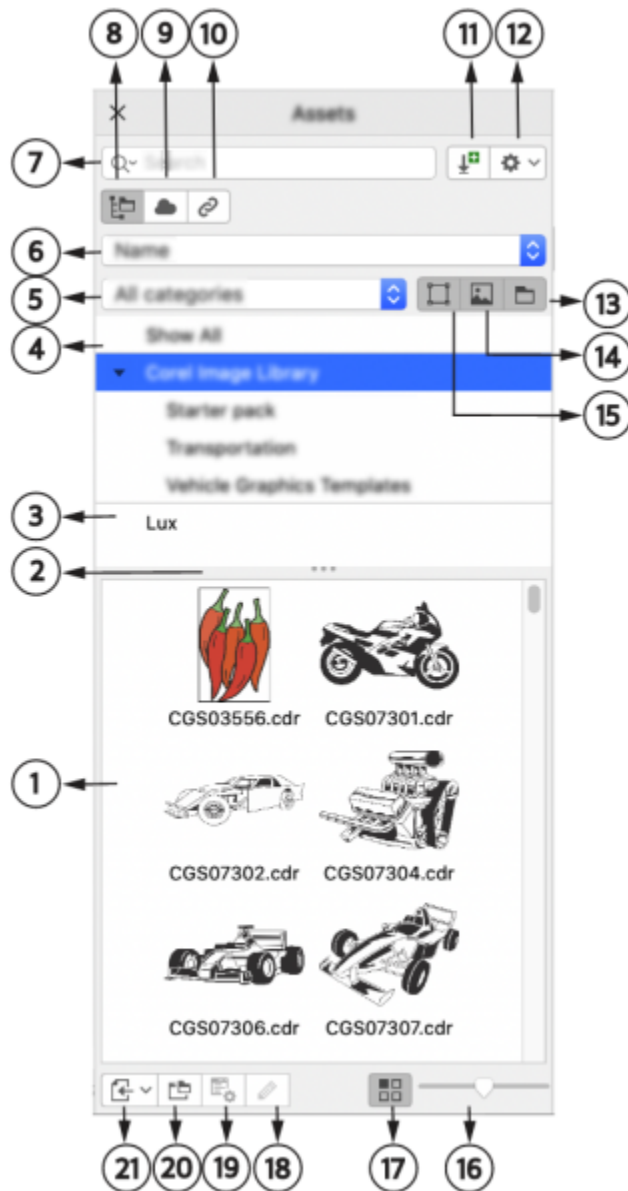 8 9 10 11 12
Assets
7 Search
6 Name
5 All categories
13
4 Show All
14
Corel Image Library
15
Starter pack
Transportation
Vehicle Graphics Templates
3 Lux
2
CGS03556.cdr CGS07301.cdr
1
CGS07302.cdr CGS07304.cdr
CGS07306.cdr CGS07307.cdr
21 20 19 18 17 16